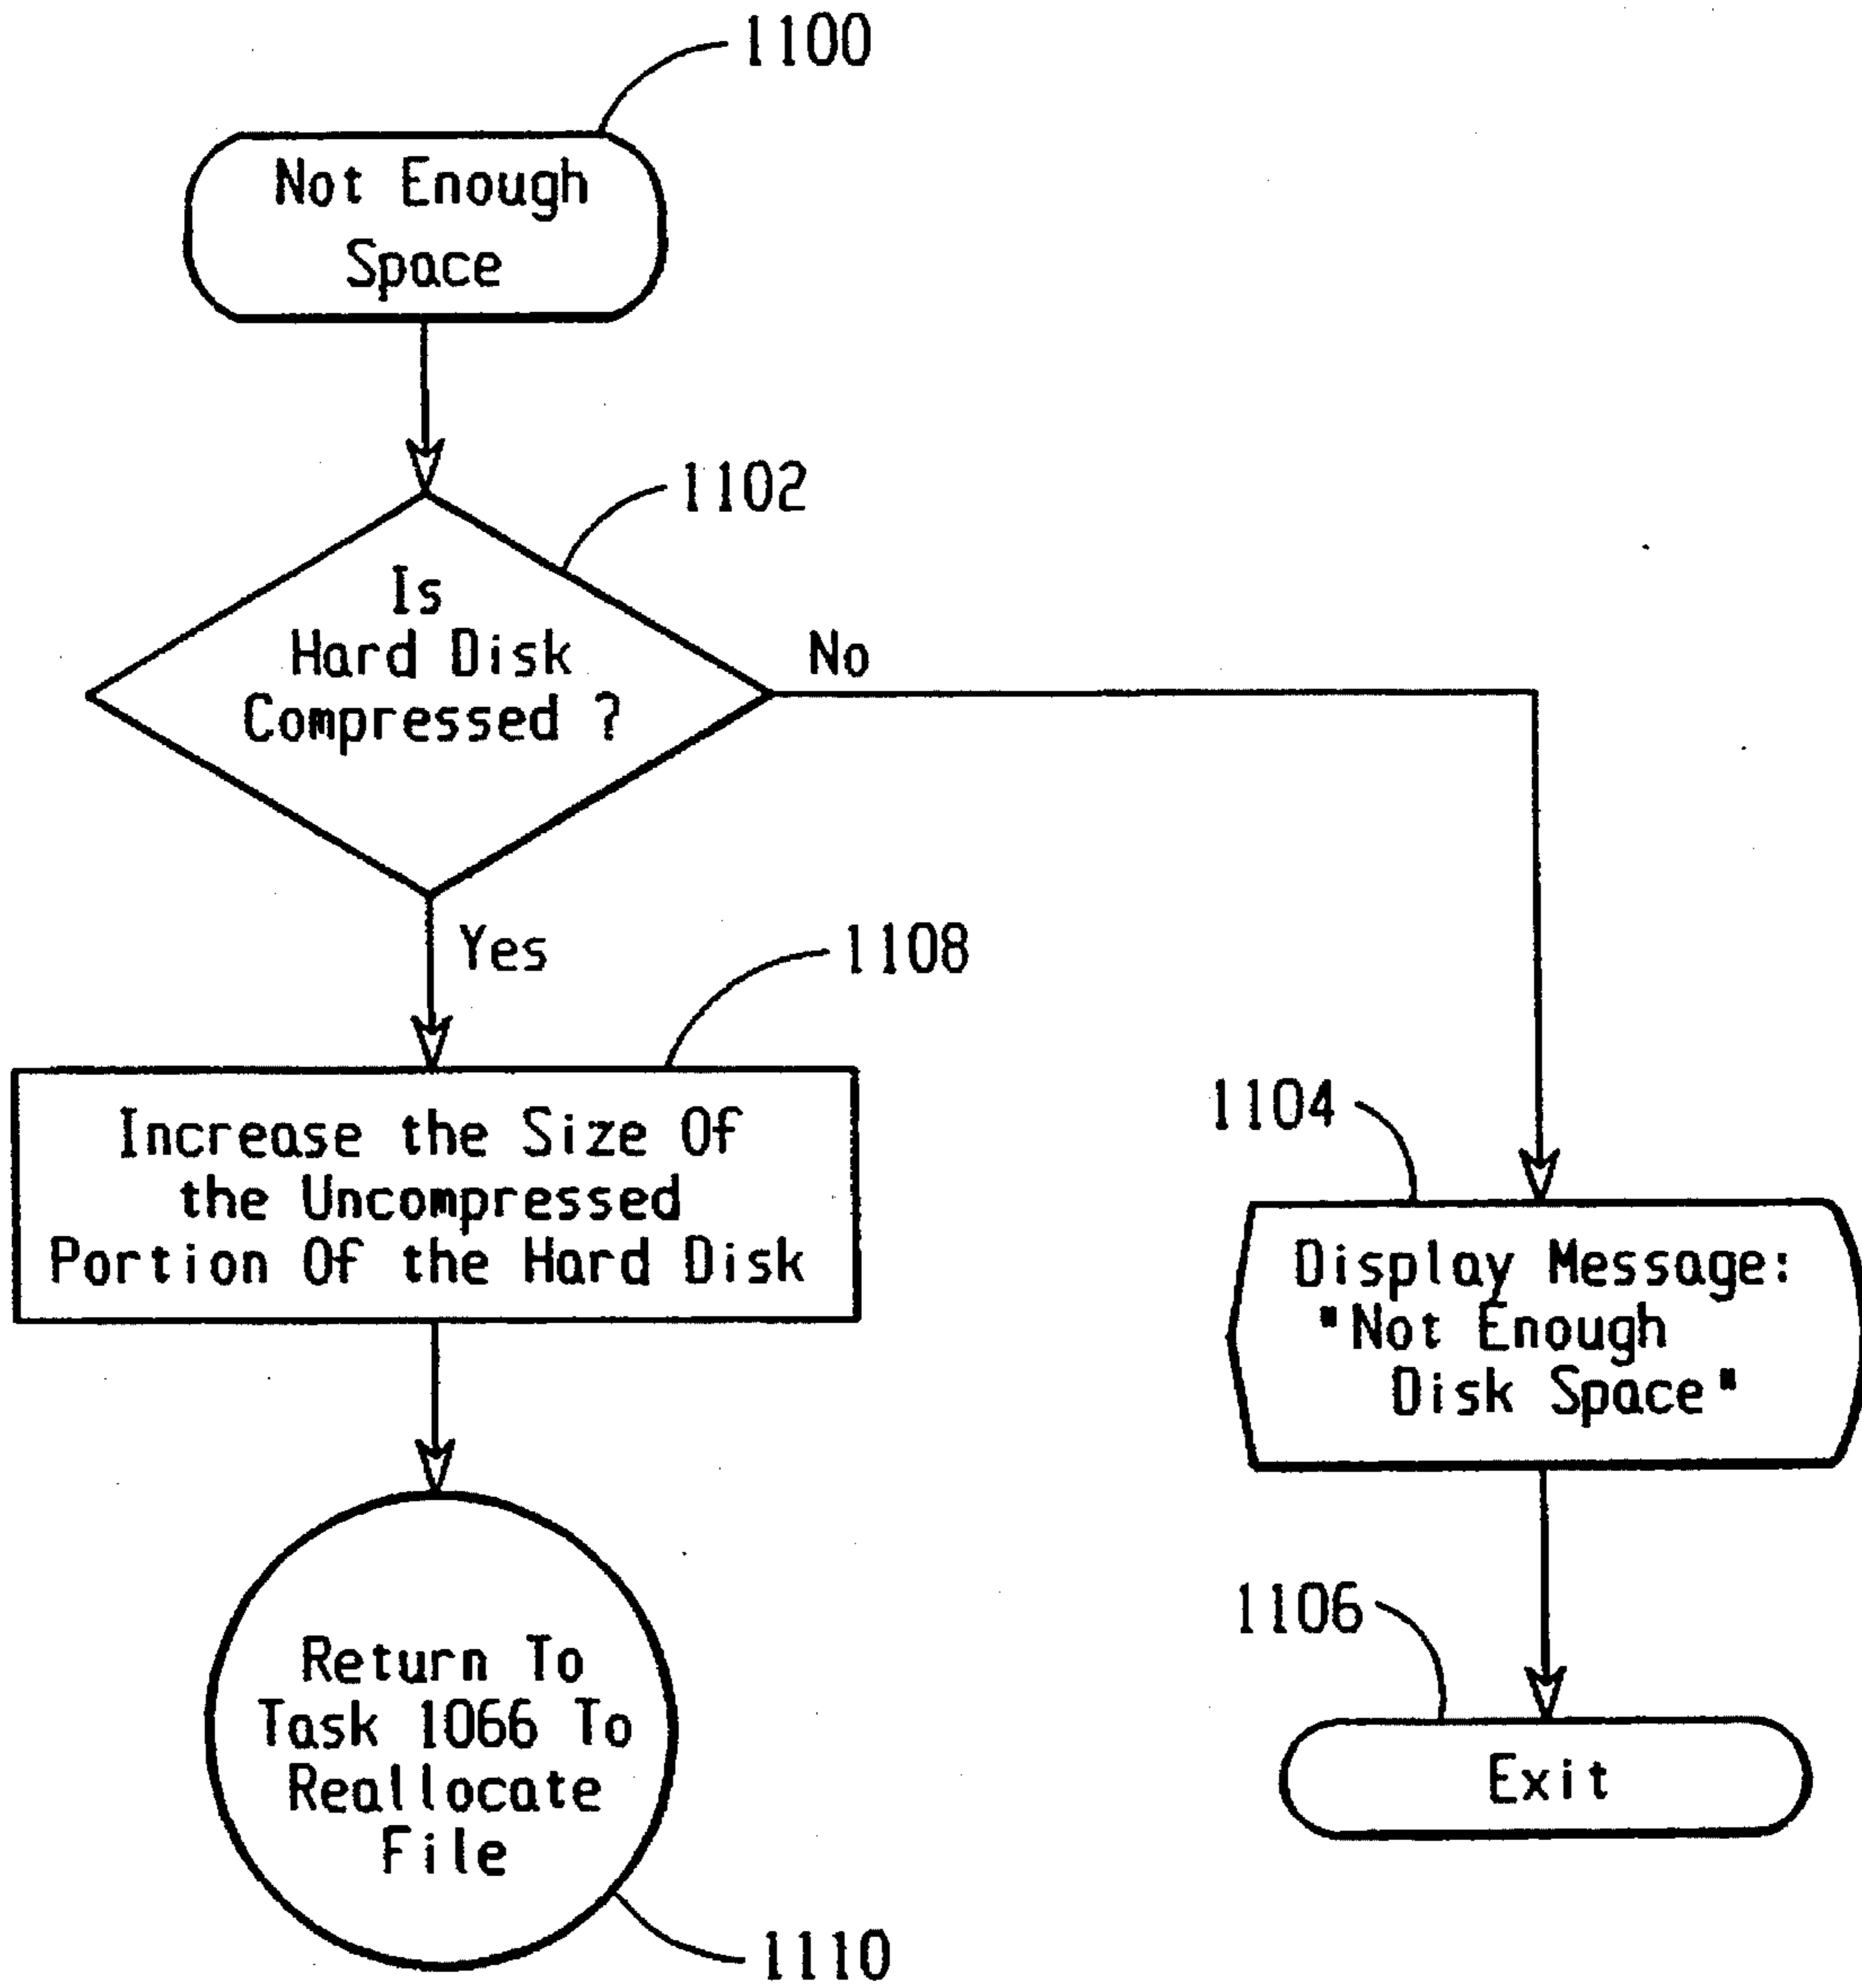 1100
Not Enough
Space
1102
Is
Hard Disk
Compressed ?
No
Yes
1108
Increase the Size Of
the Uncompressed
Portion Of the Hard Disk
1104
Display Message:
"Not Enough
Disk Space"
1106
Exit
Return To
Task 1066 To
Reallocate
File
1110